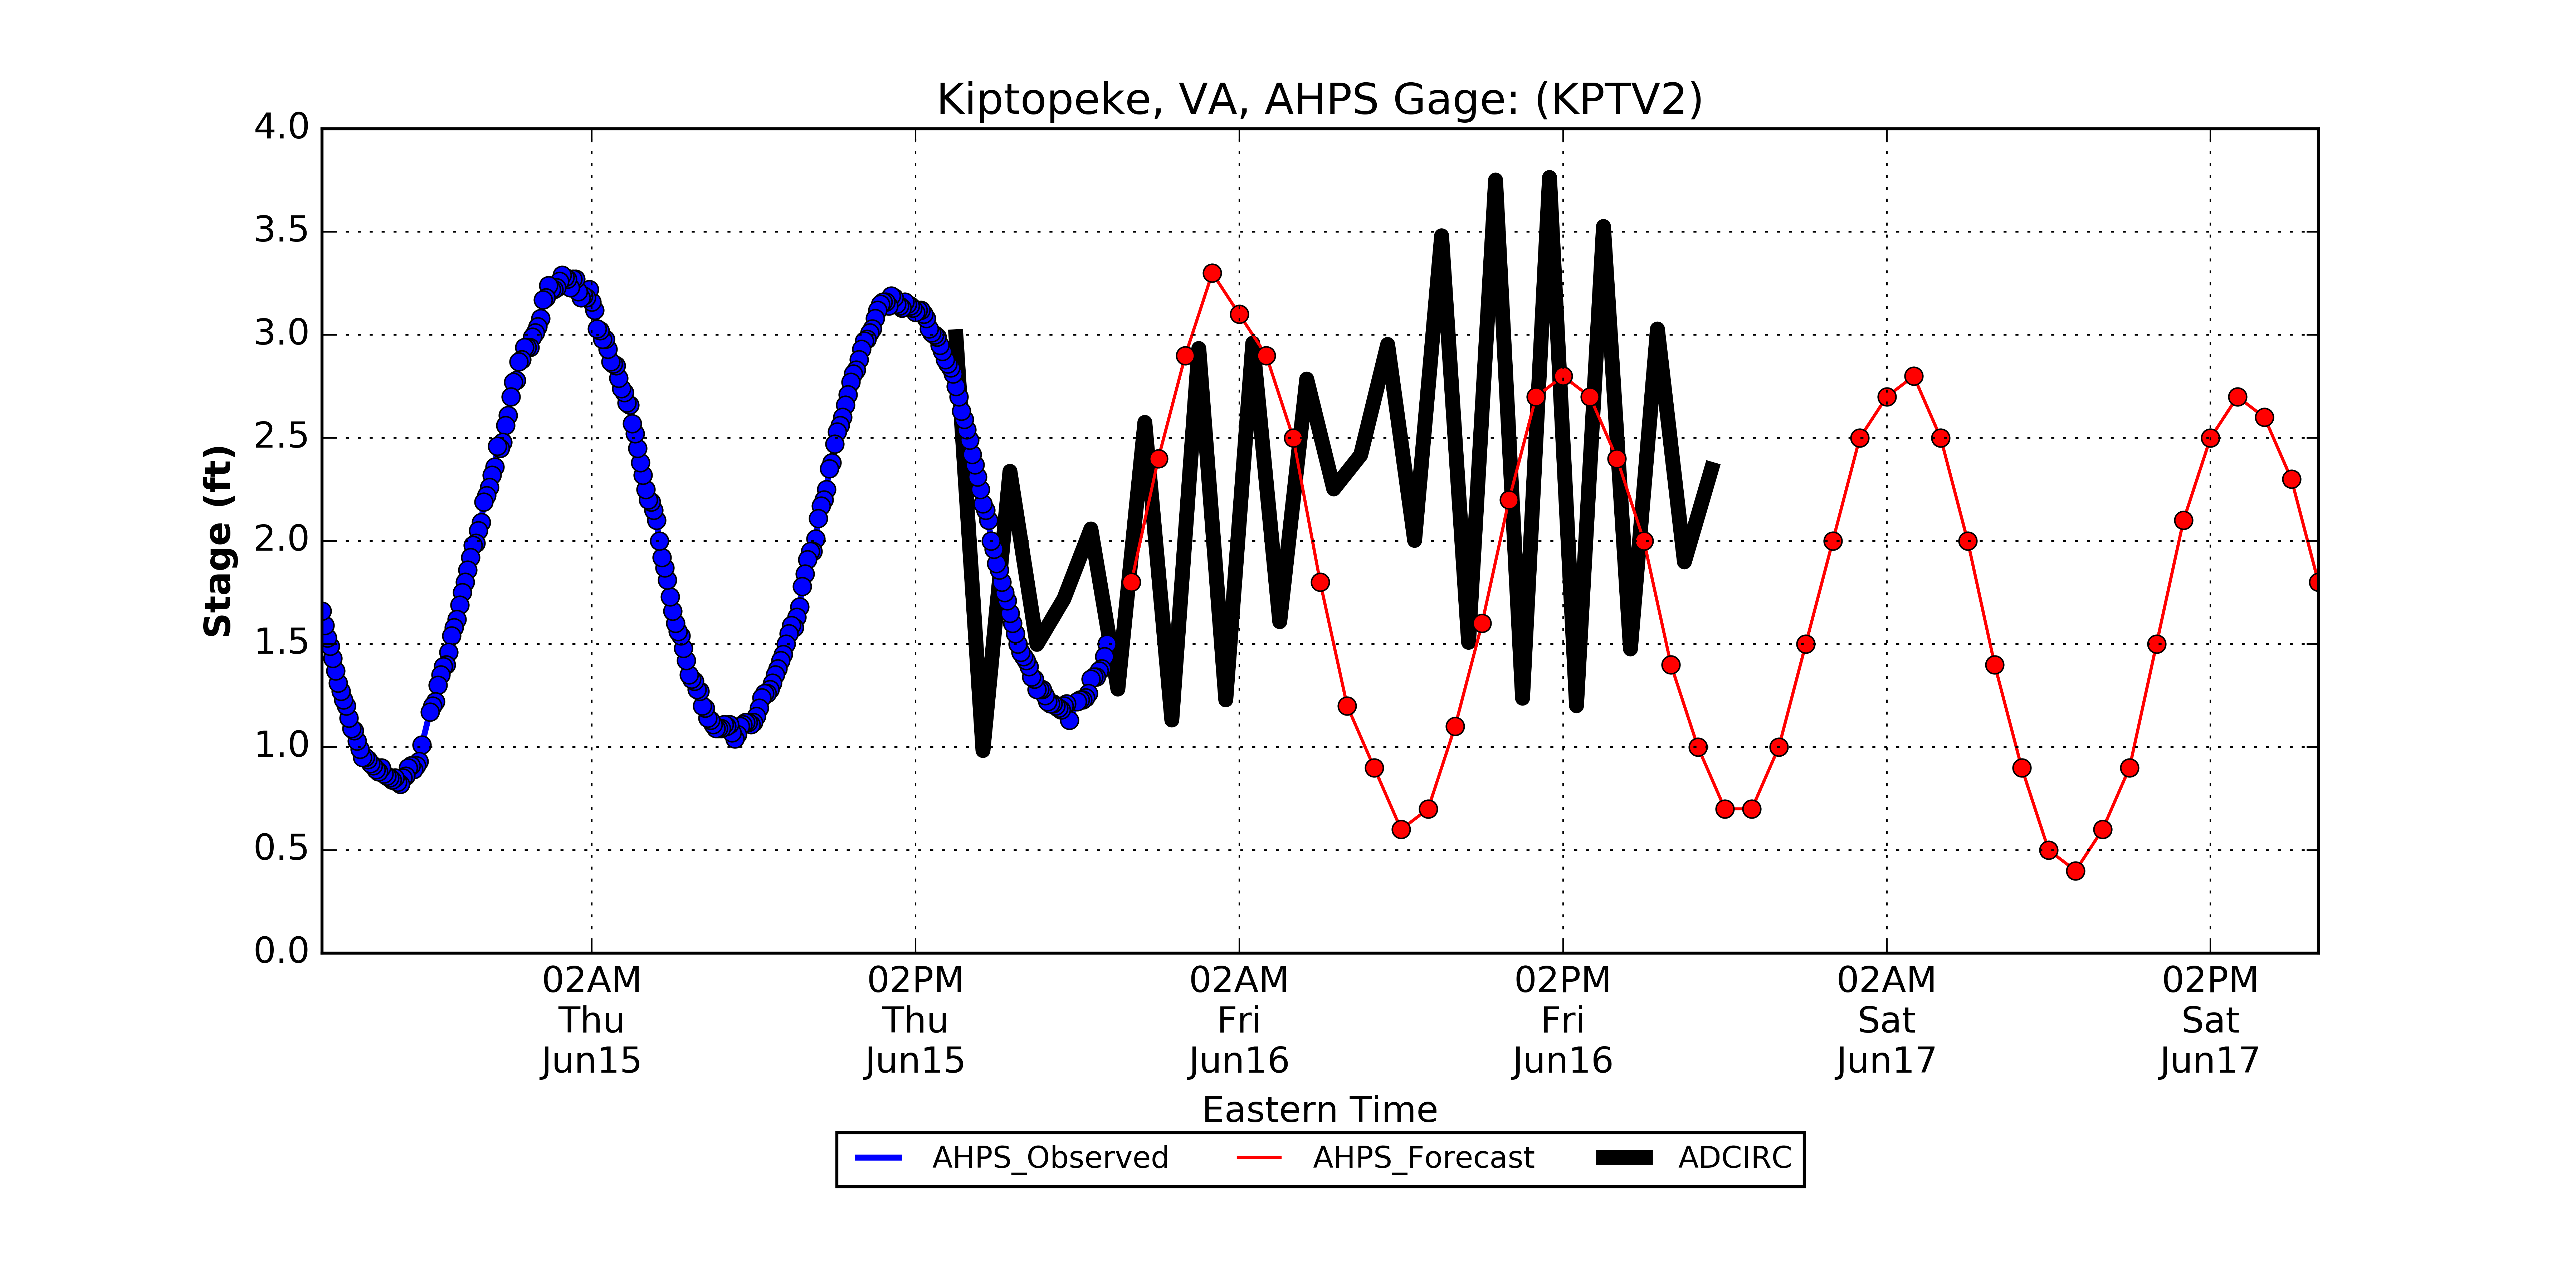 Kiptopeke, VA, AHPS Gage: (KPTV2)
4.0
3.5
3.0
2.5
2.0
1.5
1.0
0.5
0.0
Stage (ft)
02AM 02PM 02AM 02PM 02AM 02PM
Thu Thu Fri Fri Sat Sat
Jun15 Jun15 Jun16 Jun16 Jun17 Jun17
Eastern Time
AHPS_Observed AHPS_Forecast ADCIRC